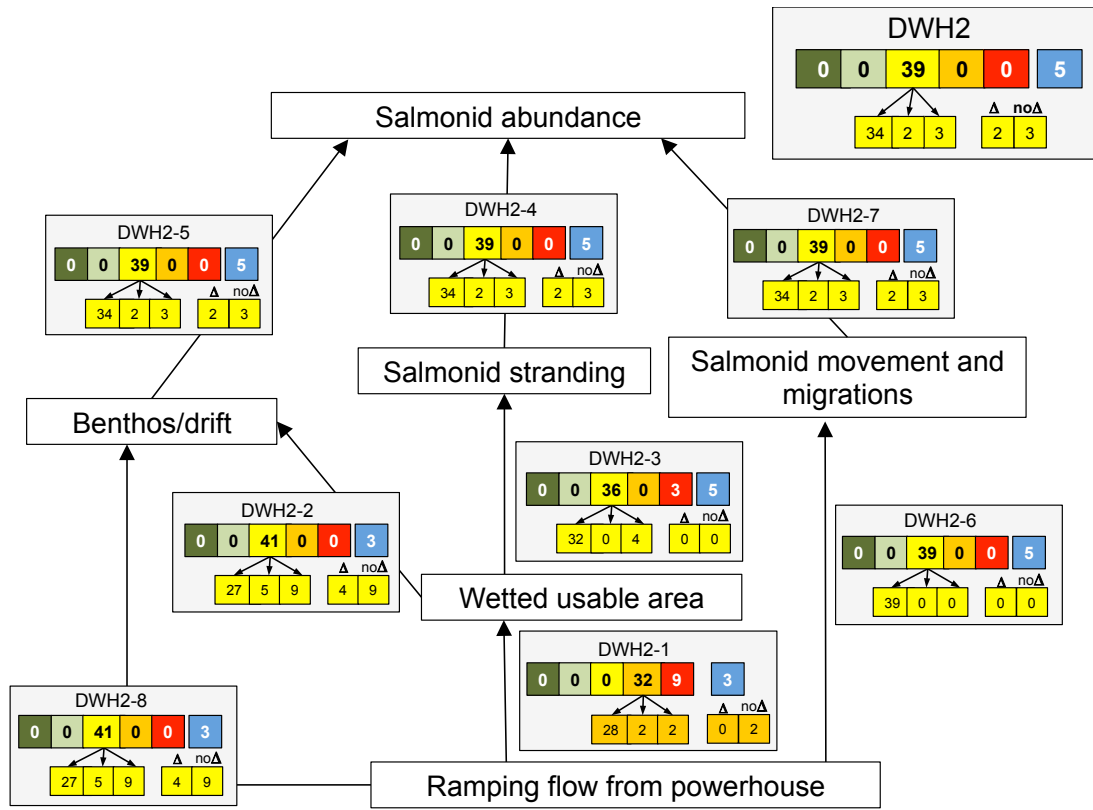 DWH2
0 0 39 0 0 5
Δ noΔ
34 2 3 2 3
Salmonid abundance
DWH2-5
0 0 39 0 0 5
Δ noΔ
34 2 3 2 3
DWH2-4
0 0 39 0 0 5
Δ noΔ
34 2 3 2 3
DWH2-7
0 0 39 0 0 5
Δ noΔ
34 2 3 2 3
Salmonid stranding
Salmonid movement and
migrations
Benthos/drift
DWH2-3
0 0 36 0 3 5
Δ noΔ
32 0 4 0 0
DWH2-2
0 0 41 0 0 3
Δ noΔ
27 5 9 4 9
DWH2-6
0 0 39 0 0 5
Δ noΔ
39 0 0 0 0
Wetted usable area
DWH2-1
0 0 0 32 9 3
Δ noΔ
28 2 2 0 2
DWH2-8
0 0 41 0 0 3
Δ noΔ
27 5 9 4 9
Ramping flow from powerhouse